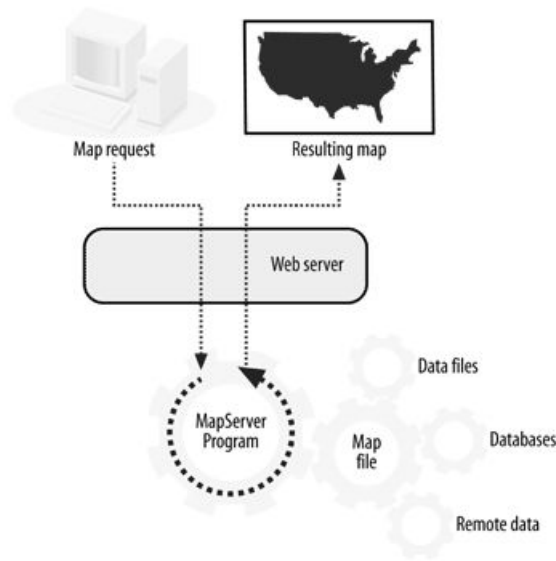 Map request
Resulting map
Web server
Data files
MapServer
Program
Map
file
Databases
Remote data